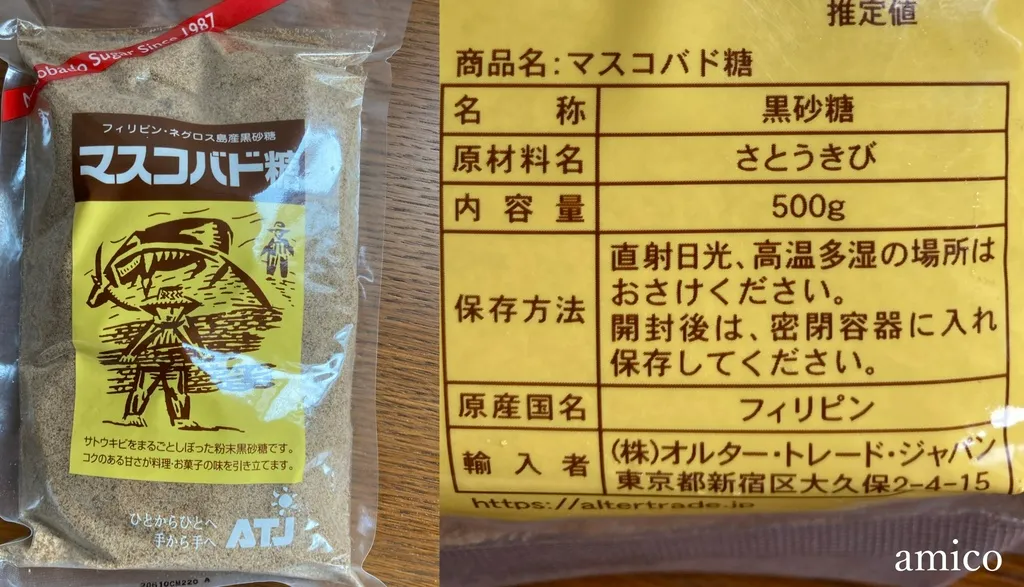 obado Sugar Since 1987
フィリピン・ネグロス島産黒砂糖
マスコバド糖
サトウキビをまるごとしぼった粉末黒砂糖です。
コクのある甘さが料理・お菓子の味を引き立てます。
ひとからひとへ
手から手へ
ATJ
推定値
商品名:マスコバド糖
名称 黒砂糖
原材料名 さとうきび
内容量 500g
保存方法 直射日光、高温多湿の場所は
おさけください。
開封後は、密閉容器に入れ
保存してください。
原産国名 フィリピン
輸入者 (株)オルター・トレード・ジャパン
東京都新宿区大久保2-4-15
https://altertrade.jp
amico